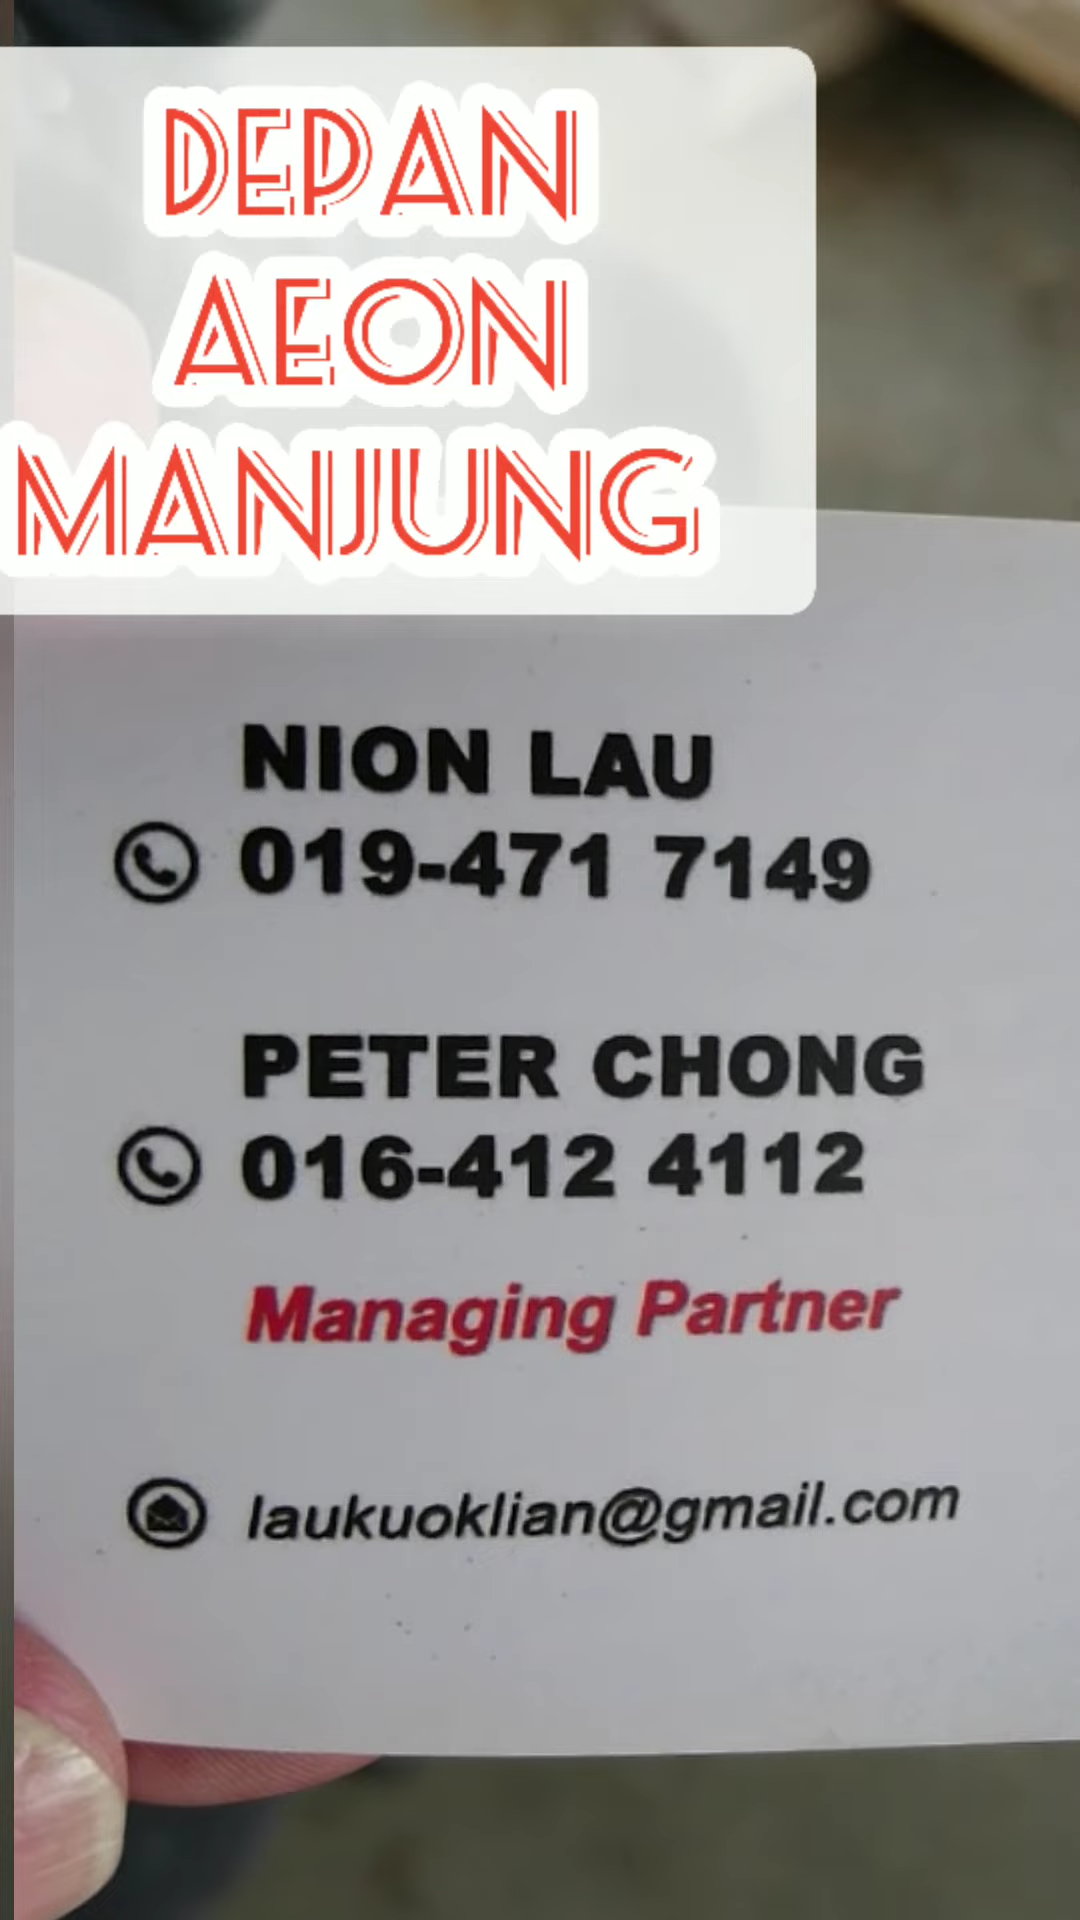 DEPAN
AEON
MANJUNG
NION LAU
019-471 7149
PETER CHONG
016-412 4112
Managing Partner
laukuoklian@gmail.com